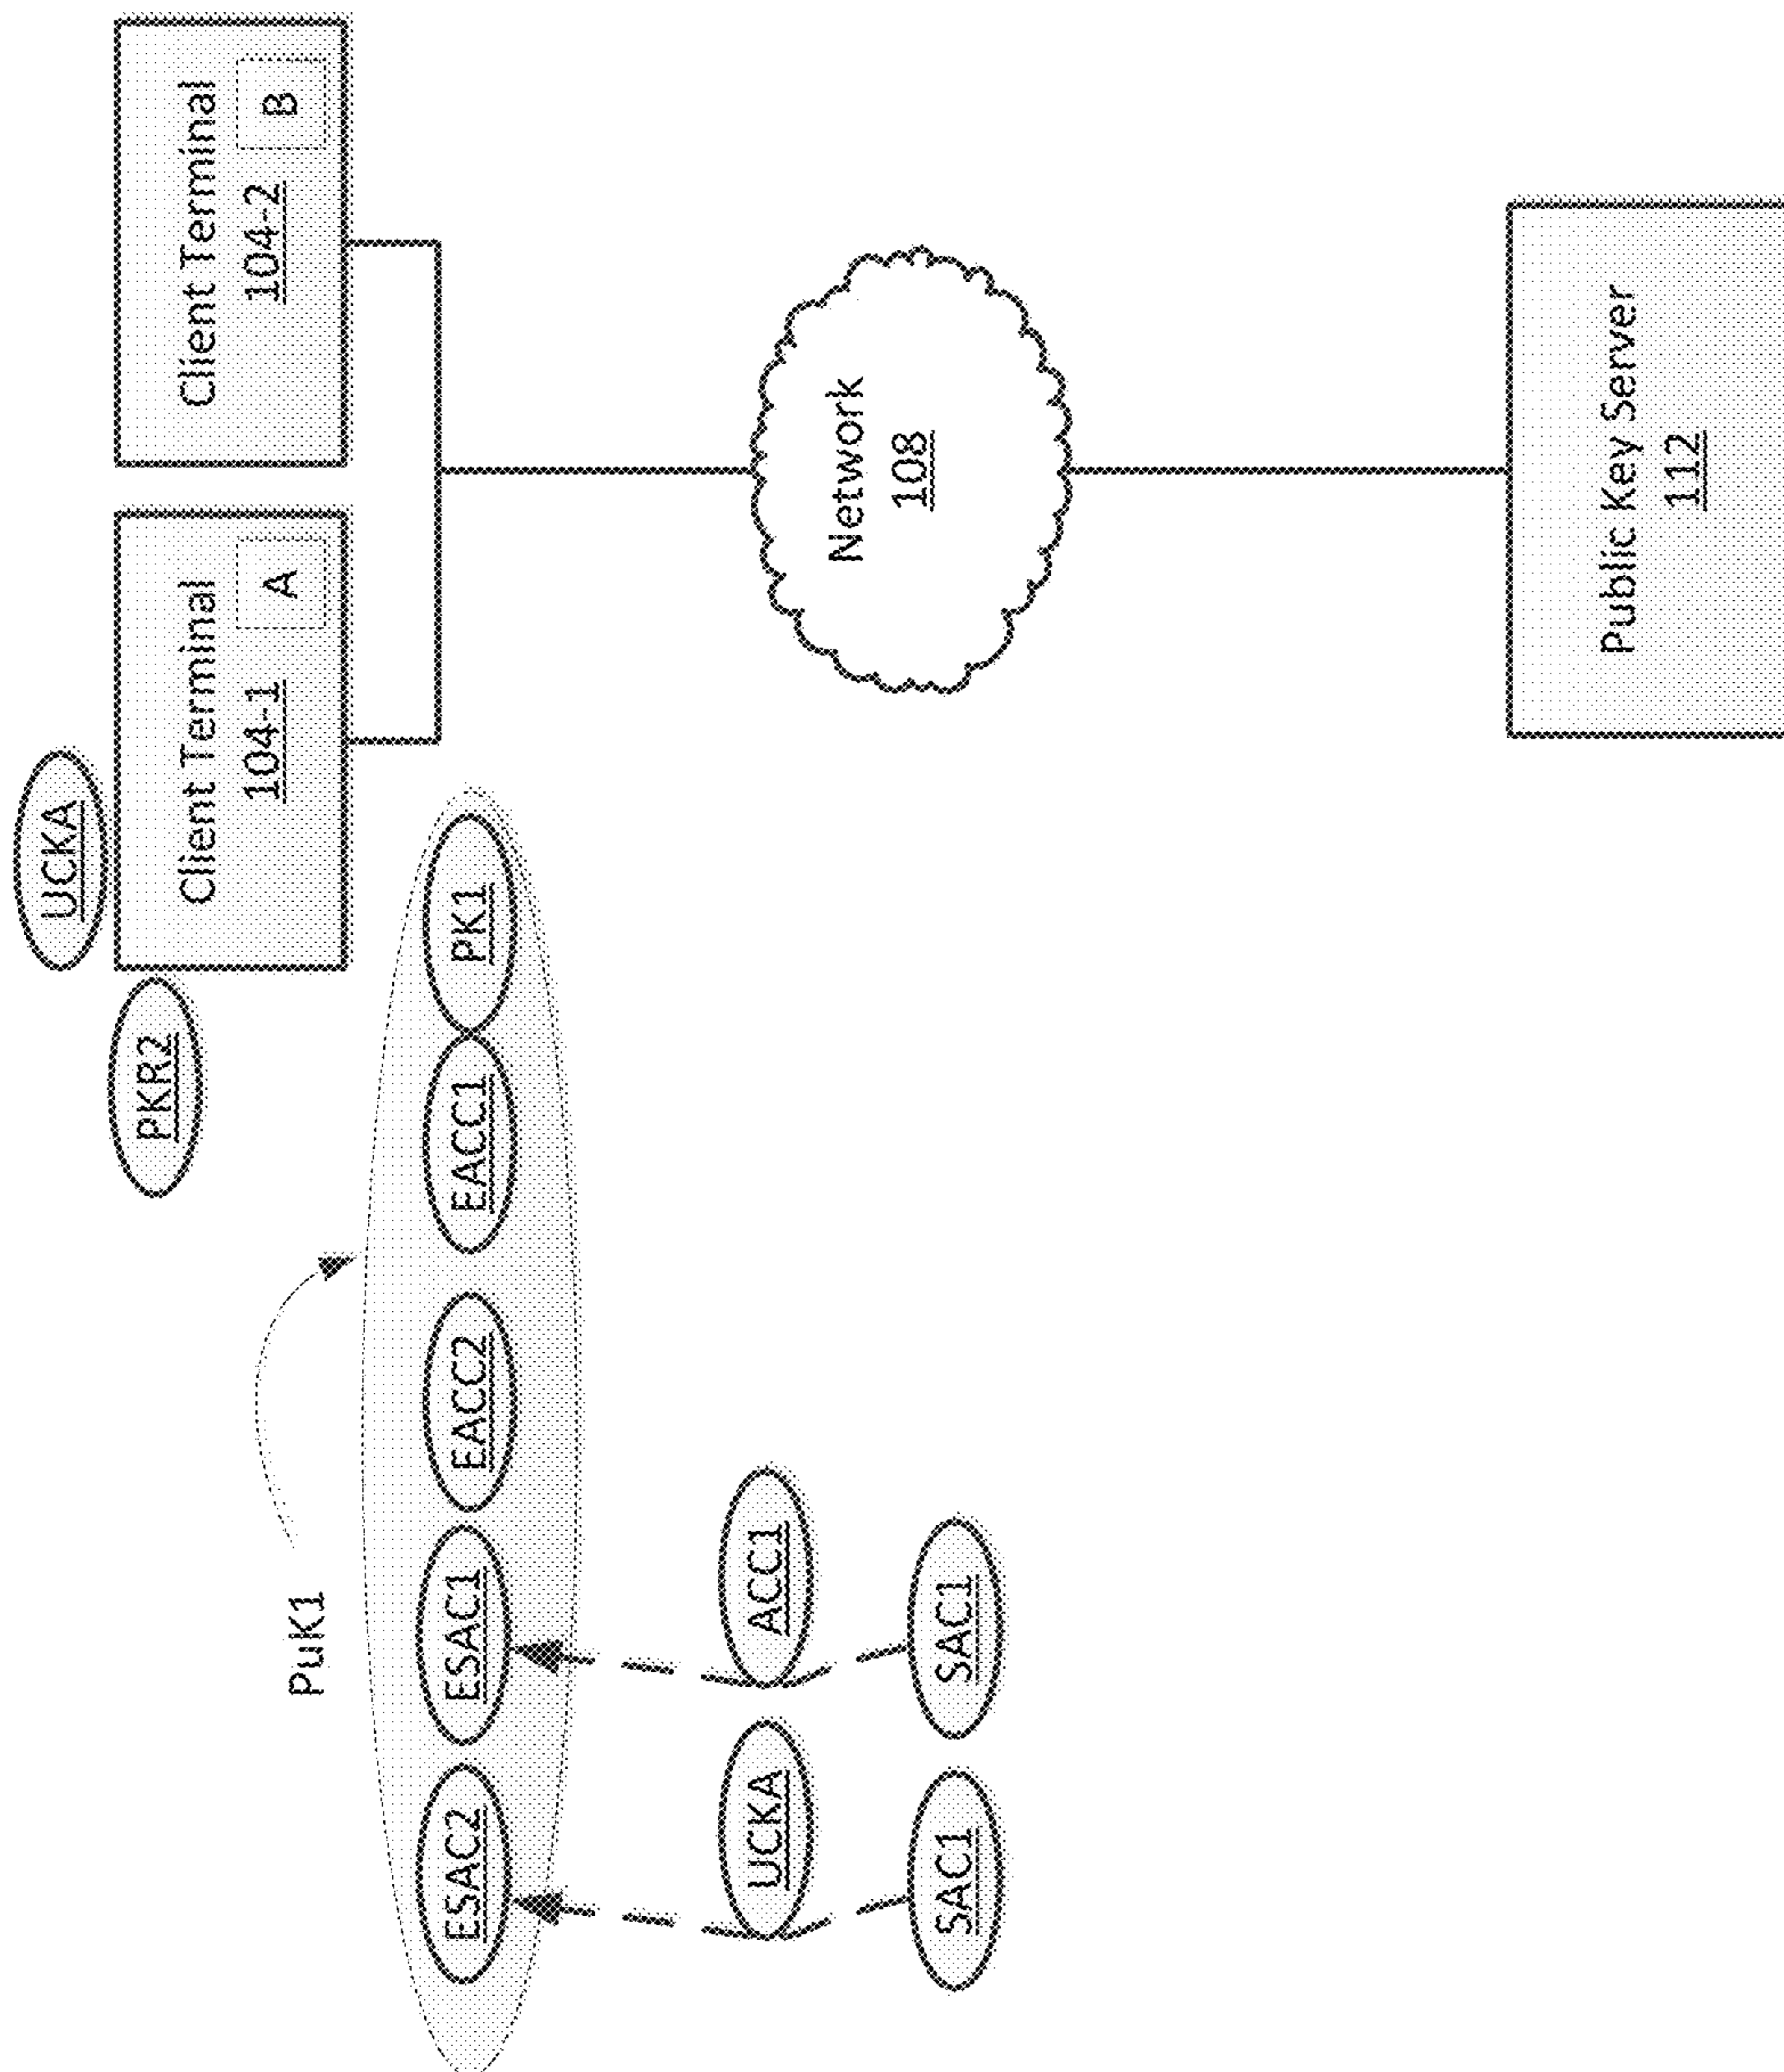 UCKA
PKR2
Client Terminal
104-1
A
Client Terminal
104-2
B
PuK1
ESAC2
ESAC1
EACC2
EACC1
PK1
UCKA
ACC1
SAC1
SAC1
Network
108
Public Key Server
112